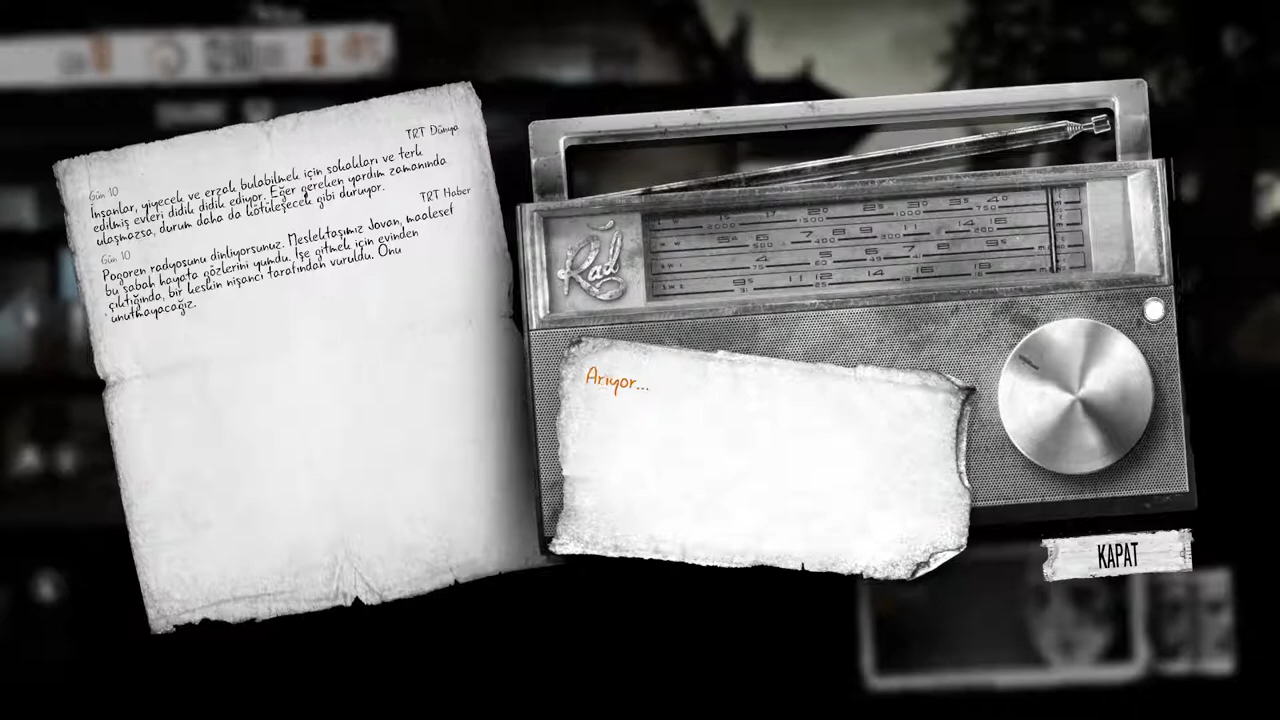 TRT Dünya
Gün 10
İnsanlar, yiyecek ve erzak bulabilmek için sokakları ve terk
edilmiş evleri didik didik ediyor. Eğer gereken yardım zamanında
ulaşmazsa, durum daha da kötüleşecek gibi duruyor.
TRT Haber
Gün 10
Pogoren radyosunu dinliyorsunuz. Meslektaşımız Jovan, maalesef
bu sabah hayata gözlerini yumdu. İşe gitmek için evinden
çıktığında, bir keskin nişancı tarafından vuruldu. Onu
unutmayacağız.
Rad
Arıyor...
KAPAT